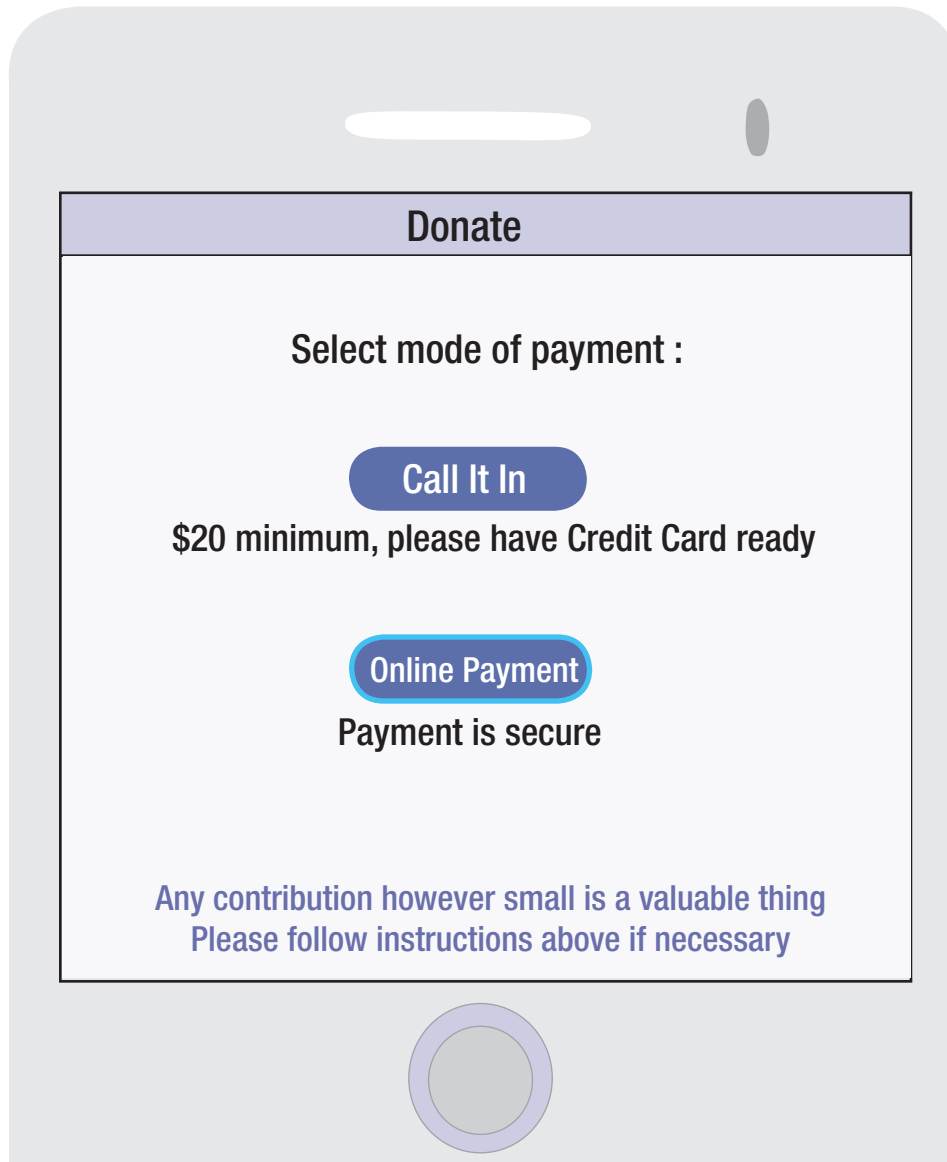 Donate
Select mode of payment :
Call It In
$20 minimum, please have Credit Card ready
Online Payment
Payment is secure
Any contribution however small is a valuable thing
Please follow instructions above if necessary